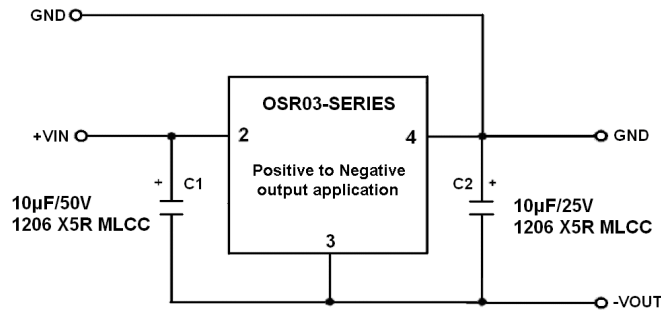 GND
OSR03-SERIES
+VIN
2
4
GND
Positive to Negative
output application
+ C1
C2 +
10µF/50V
1206 X5R MLCC
10µF/25V
1206 X5R MLCC
3
-VOUT